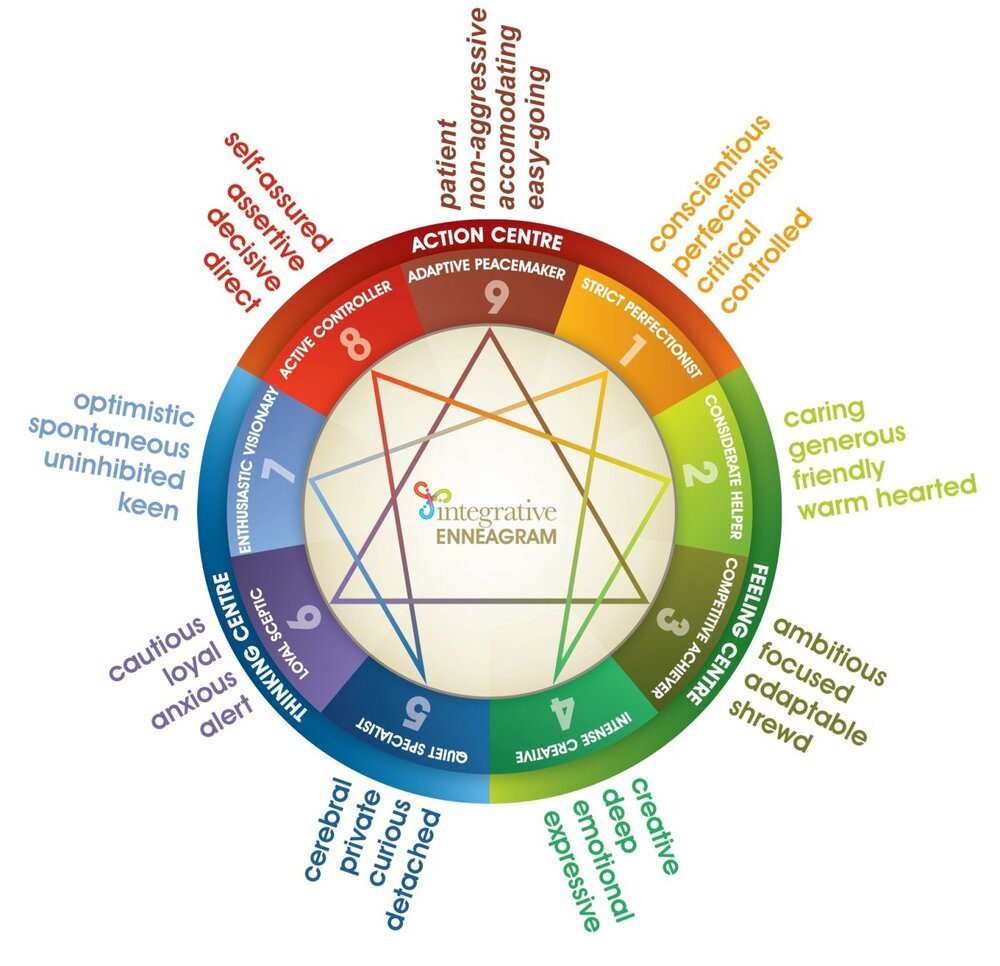 patient
non-aggressive
accomodating
easy-going
conscientious
perfectionist
critical
controlled
self-assured
assertive
decisive
direct
ACTION CENTRE
ADAPTIVE PEACEMAKER
9
ACTIVE CONTROLLER
8
STRICT PERFECTIONIST
1
optimistic
spontaneous
uninhibited
keen
ENTHUSIASTIC VISIONARY
7
CONSIDERATE HELPER
2
caring
generous
friendly
warm hearted
integrative
ENNEAGRAM
THINKING CENTRE
LOYAL SCEPTIC
6
COMPETITIVE ACHIEVER
3
FEELING CENTRE
cautious
loyal
anxious
alert
ambitious
focused
adaptable
shrewd
QUIET SPECIALIST
5
INTENSE CREATIVE
4
cerebral
private
curious
detached
creative
deep
emotional
expressive